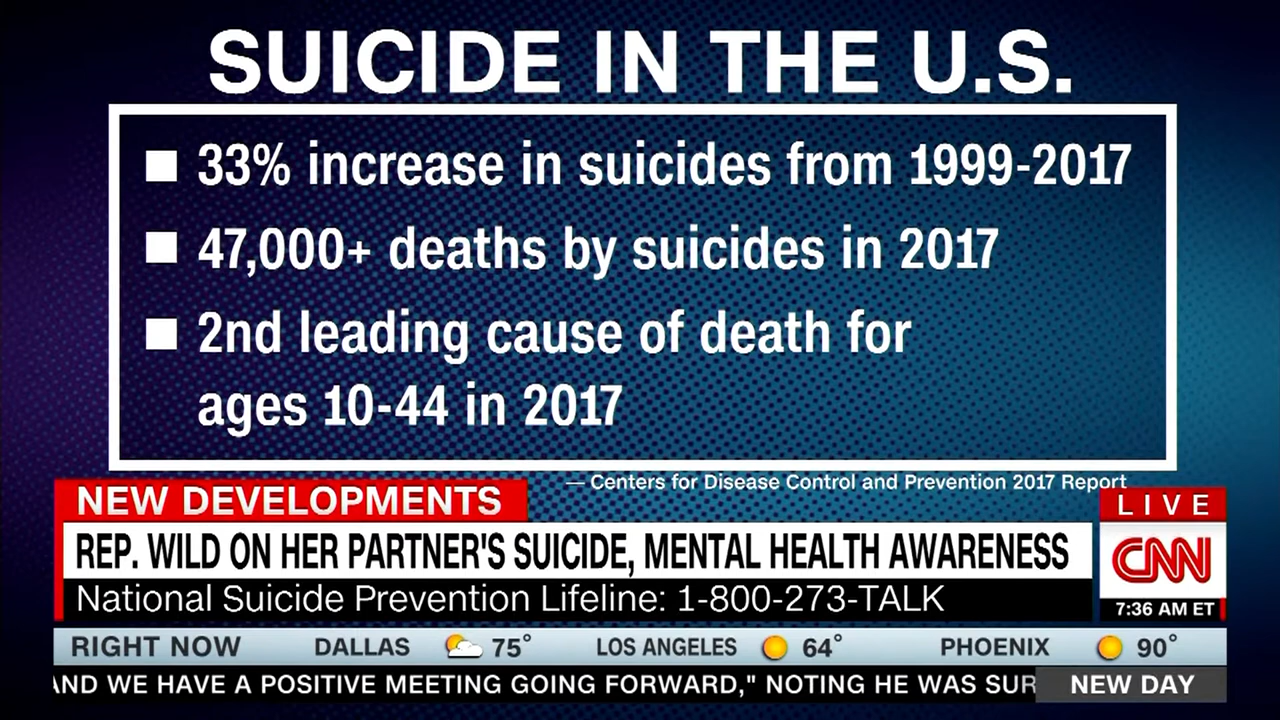 SUICIDE IN THE U.S.
■ 33% increase in suicides from 1999-2017
■ 47,000+ deaths by suicides in 2017
■ 2nd leading cause of death for
ages 10-44 in 2017
— Centers for Disease Control and Prevention 2017 Report
NEW DEVELOPMENTS
LIVE
REP. WILD ON HER PARTNER'S SUICIDE, MENTAL HEALTH AWARENESS
CNN
National Suicide Prevention Lifeline: 1-800-273-TALK
7:36 AM ET
RIGHT NOW DALLAS 75° LOS ANGELES 64° PHOENIX 90°
AND WE HAVE A POSITIVE MEETING GOING FORWARD," NOTING HE WAS SUR
NEW DAY